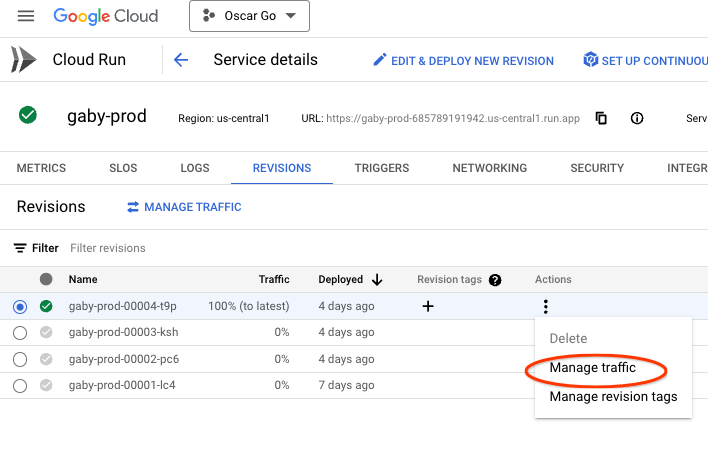 Google Cloud Oscar Go
Cloud Run Service details EDIT & DEPLOY NEW REVISION SET UP CONTINUOU
gaby-prod Region: us-central1 URL: https://gaby-prod-685789191942.us-central1.run.app Serv
METRICS SLOS LOGS REVISIONS TRIGGERS NETWORKING SECURITY INTEGR
Revisions MANAGE TRAFFIC
Filter Filter revisions
Name Traffic Deployed Revision tags Actions
gaby-prod-00004-t9p 100% (to latest) 4 days ago
gaby-prod-00003-ksh 0% 4 days ago
Delete
gaby-prod-00002-pc6 0% 4 days ago
Manage traffic
gaby-prod-00001-lc4 0% 7 days ago
Manage revision tags